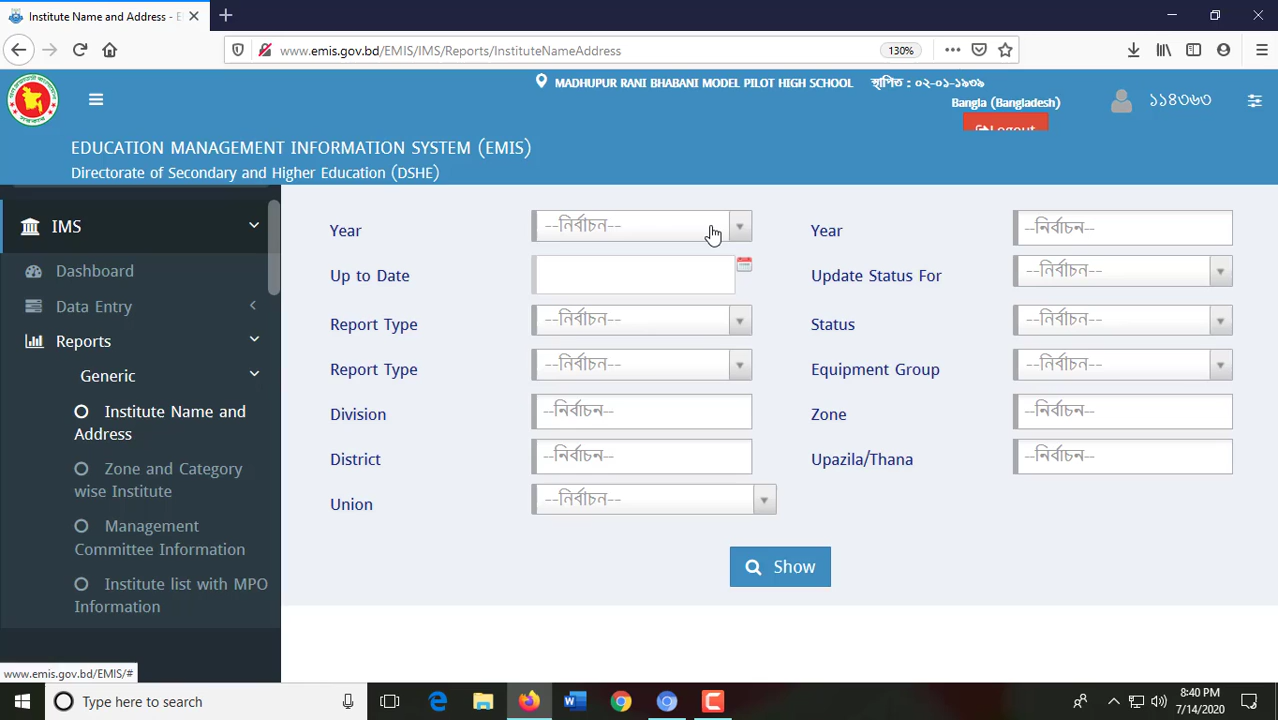 Institute Name and Address - E
www.emis.gov.bd/EMIS/IMS/Reports/InstituteNameAddress
130%
MADHUPUR RANI BHABANI MODEL PILOT HIGH SCHOOL
স্থাপিত : ০২-০১-১৯৩৯
Bangla (Bangladesh)
১১৪৩৬৩
Logout
EDUCATION MANAGEMENT INFORMATION SYSTEM (EMIS)
Directorate of Secondary and Higher Education (DSHE)
IMS
Dashboard
Data Entry
Reports
Generic
Institute Name and
Address
Zone and Category
wise Institute
Management
Committee Information
Institute list with MPO
Information
Year
--নির্বাচন--
Year
--নির্বাচন--
Up to Date
Update Status For
--নির্বাচন--
Report Type
--নির্বাচন--
Status
--নির্বাচন--
Report Type
--নির্বাচন--
Equipment Group
--নির্বাচন--
Division
--নির্বাচন--
Zone
--নির্বাচন--
District
--নির্বাচন--
Upazila/Thana
--নির্বাচন--
Union
--নির্বাচন--
Show
www.emis.gov.bd/EMIS/#
Type here to search
8:40 PM
7/14/2020